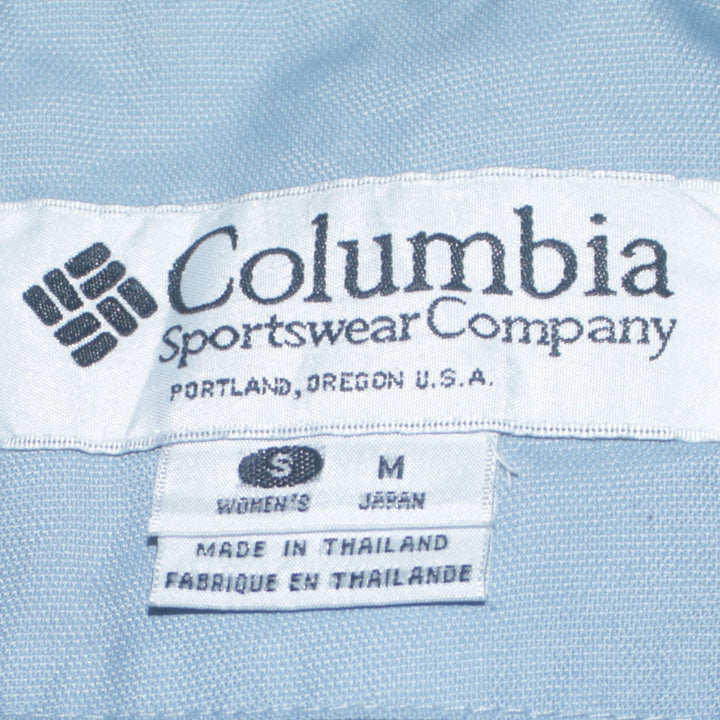 Columbia
Sportswear Company
PORTLAND, OREGON U.S.A.
S M
WOMEN'S JAPAN
MADE IN THAILAND
FABRIQUE EN THAILANDE